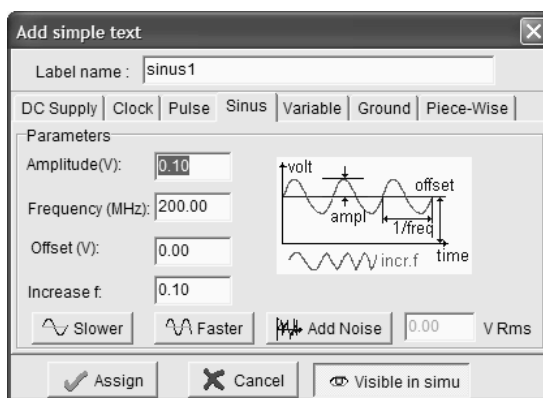 Add simple text
Label name : sinus1
DC Supply Clock Pulse Sinus Variable Ground Piece-Wise
Parameters
Amplitude(V): 0.10
Frequency (MHz): 200.00
Offset (V): 0.00
Increase f: 0.10
volt
offset
ampl
1/freq
time
incr.f
Slower Faster Add Noise 0.00 V Rms
Assign Cancel Visible in simu